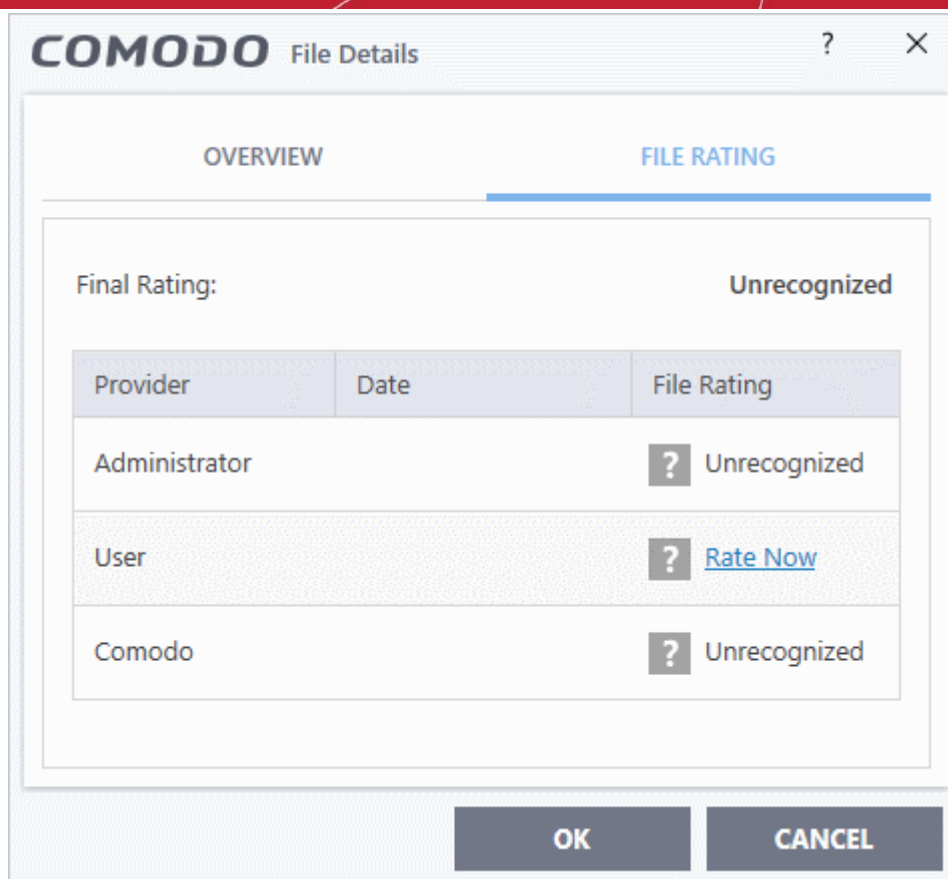 COMODO File Details ? ×
OVERVIEW FILE RATING
Final Rating: Unrecognized
Provider Date File Rating
Administrator ? Unrecognized
User ? Rate Now
Comodo ? Unrecognized
OK CANCEL